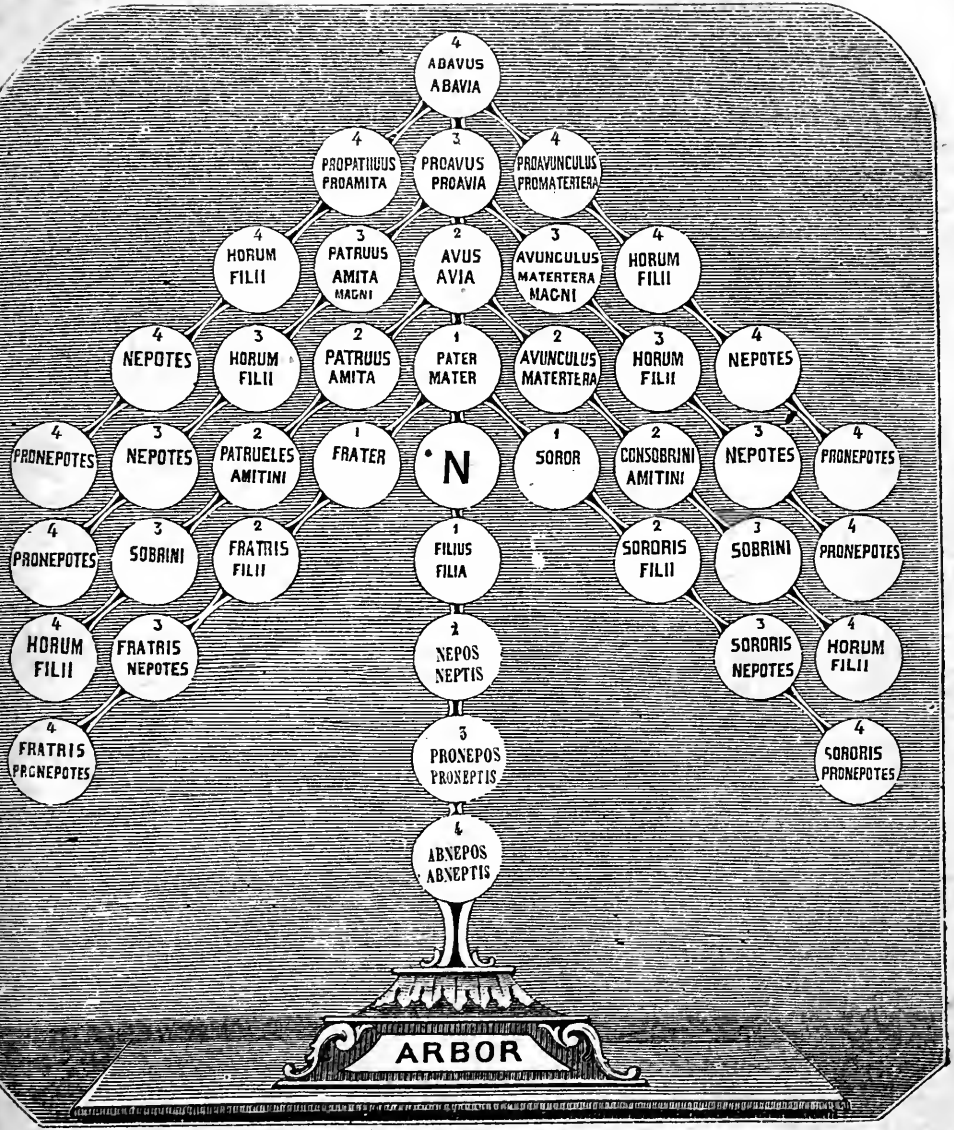 4
ABAVUS
ABAVIA
4
PROPATRUUS
PROAMITA
3
PROAVUS
PROAVIA
4
PROAVUNCULUS
PROMATERTERA
4
HORUM
FILII
3
PATRUUS
AMITA
MAGNI
2
AVUS
AVIA
3
AVUNCULUS
MATERTERA
MAGNI
4
HORUM
FILII
4
NEPOTES
3
HORUM
FILII
2
PATRUUS
AMITA
1
PATER
MATER
2
AVUNCULUS
MATERTERA
3
HORUM
FILII
4
NEPOTES
4
PRONEPOTES
3
NEPOTES
2
PATRUELES
AMITINI
1
FRATER
N
1
SOROR
2
CONSOBRINI
AMITINI
3
NEPOTES
4
PRONEPOTES
4
PRONEPOTES
3
SOBRINI
2
FRATRIS
FILII
1
FILIUS
FILIA
2
SORORIS
FILII
3
SOBRINI
4
PRONEPOTES
4
HORUM
FILII
3
FRATRIS
NEPOTES
2
NEPOS
NEPTIS
3
SORORIS
NEPOTES
4
HORUM
FILII
4
FRATRIS
PRONEPOTES
3
PRONEPOS
PRONEPTIS
4
SORORIS
PRONEPOTES
4
ABNEPOS
ABNEPTIS
ARBOR